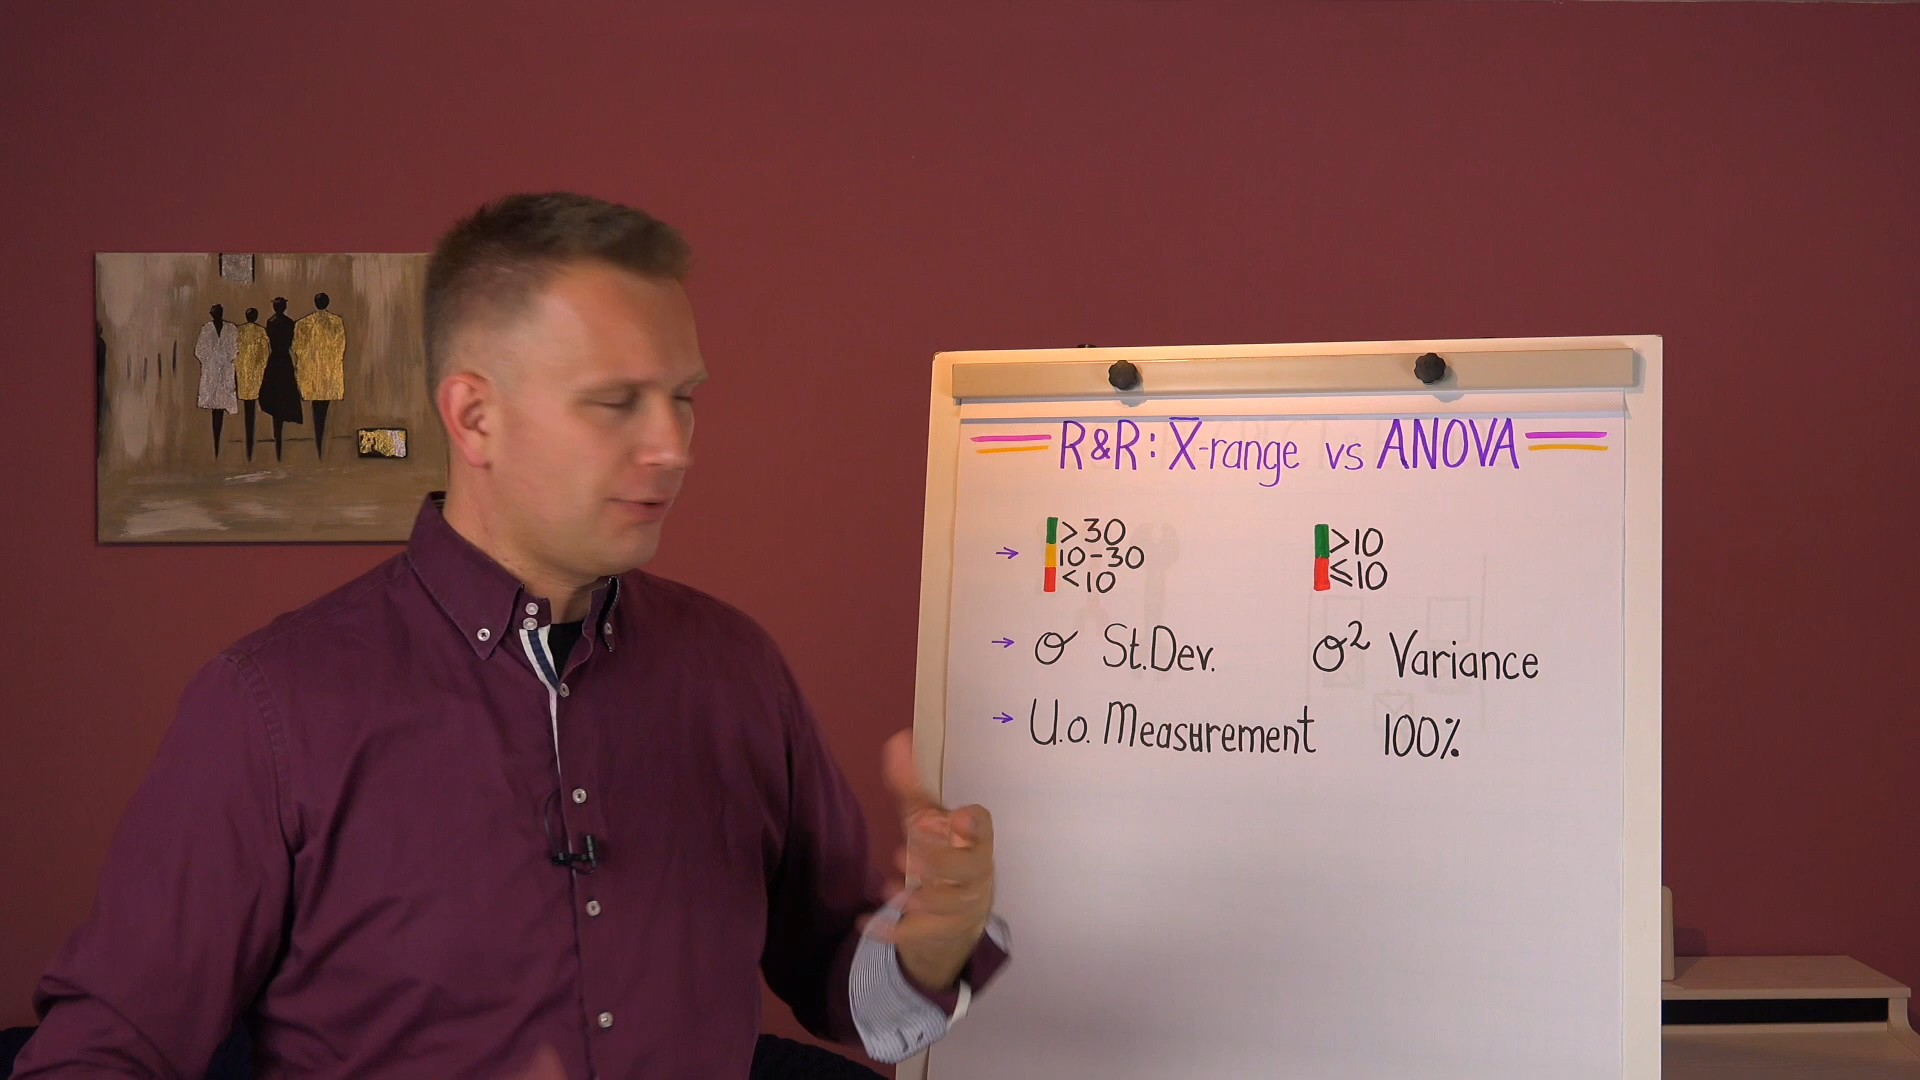 R&R: X̅-range vs ANOVA
>30
10-30
<10
>10
≤10
→ σ St.Dev.
σ² Variance
→ U.o. Measurement
100%